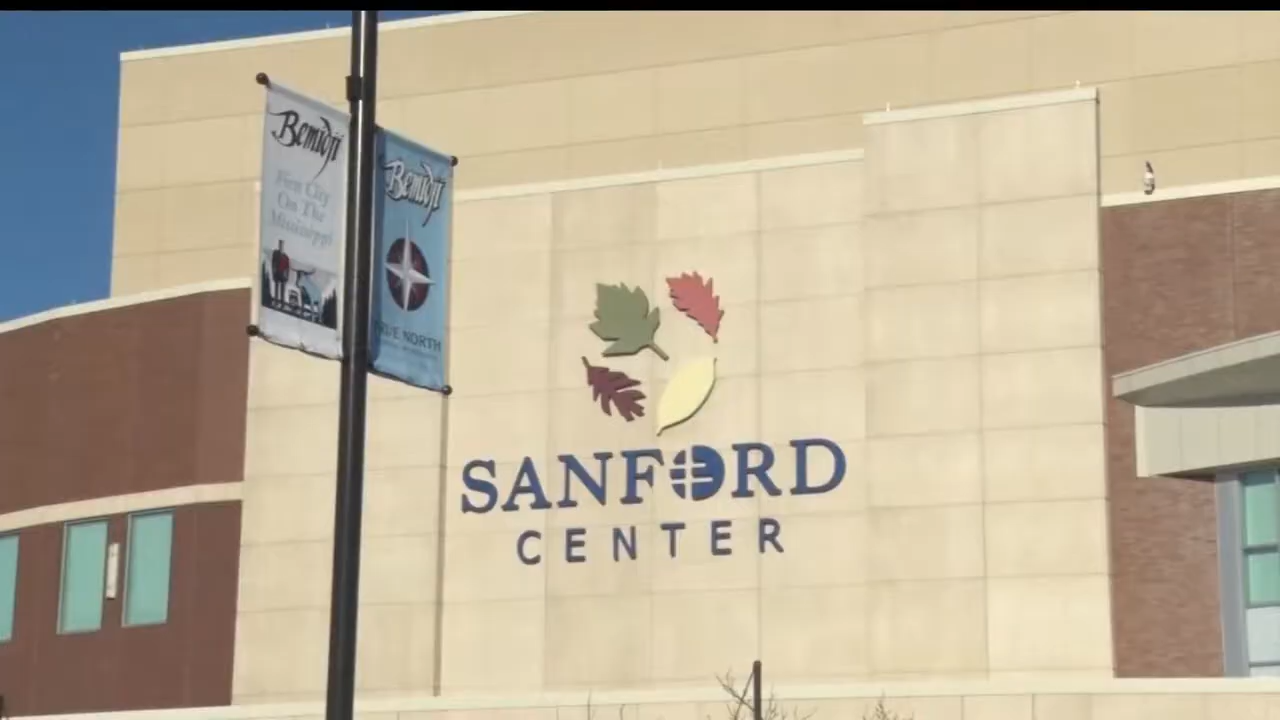 Bemidji
First City
On The
Mississippi
Bemidji
TRUE NORTH
SANFORD
CENTER